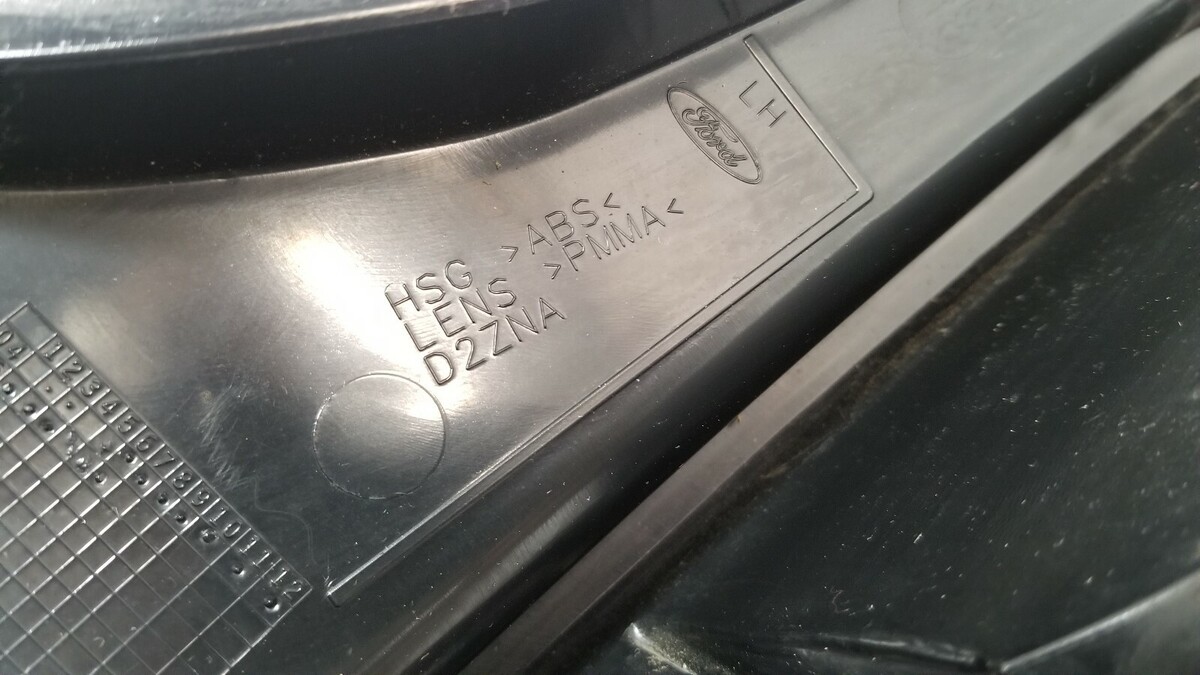 LH
Ford
HSG >ABS<
LENS >PMMA<
D2ZNA
04
1 2 3 4 5 6 7 8 9 10 11 12